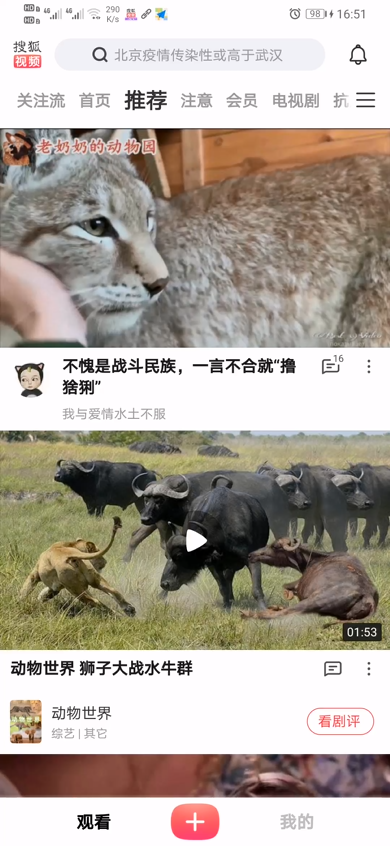 HD 46 46 290 K/s 98 16:51
搜狐
视频
北京疫情传染性或高于武汉
关注流 首页 推荐 注意 会员 电视剧 抗
老奶奶的动物园
不愧是战斗民族，一言不合就“撸
猞猁”
16
我与爱情水土不服
01:53
动物世界 狮子大战水牛群
动物世界
综艺 | 其它
看剧评
观看
我的